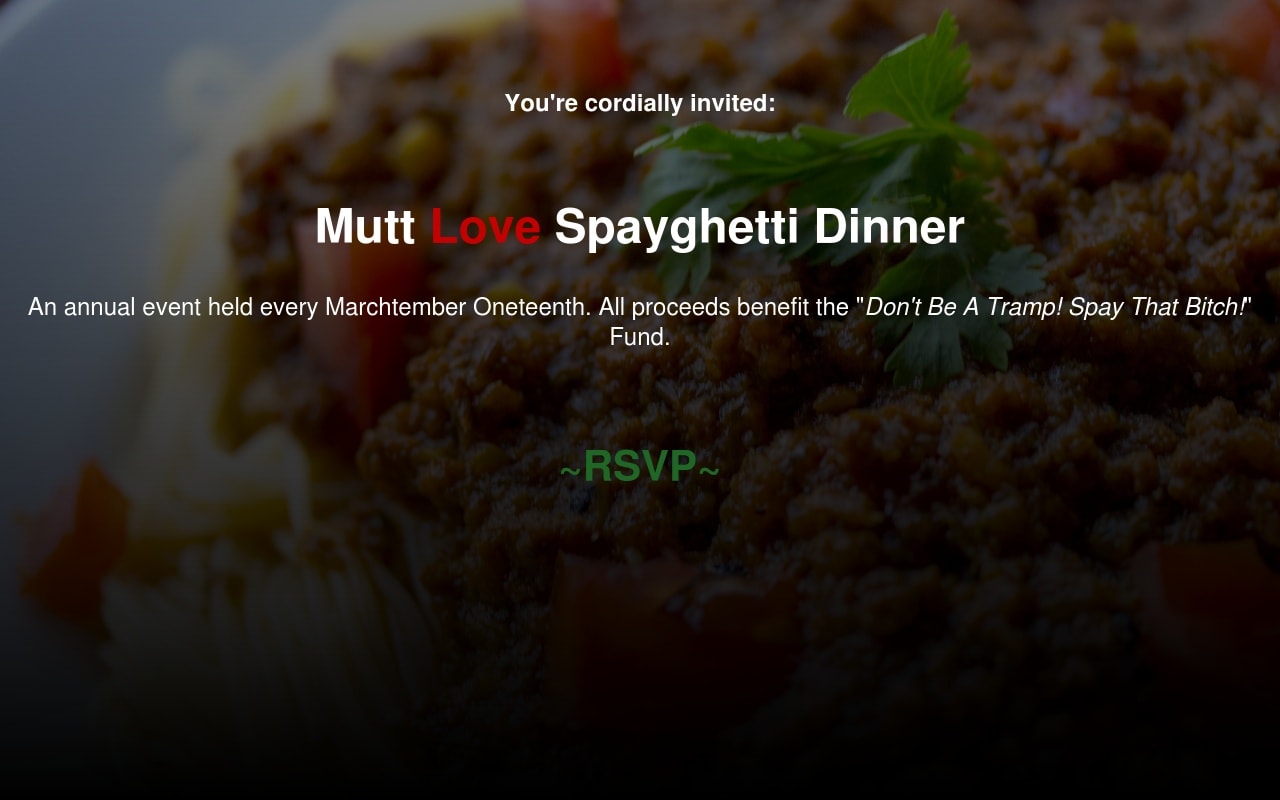 You're cordially invited:
Mutt Love Spayghetti Dinner
An annual event held every Marchtember Oneteenth. All proceeds benefit the "Don't Be A Tramp! Spay That Bitch!"
Fund.
~RSVP~